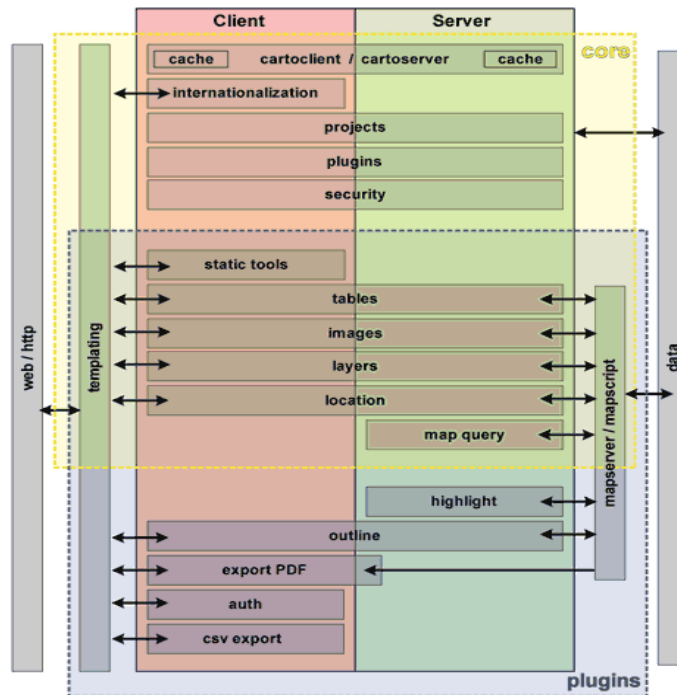 Client
Server
core
cache
cartoclient / cartoserver
cache
internationalization
projects
plugins
security
static tools
tables
images
layers
location
map query
highlight
outline
export PDF
auth
csv export
web / http
templating
mapserver / mapscript
data
plugins